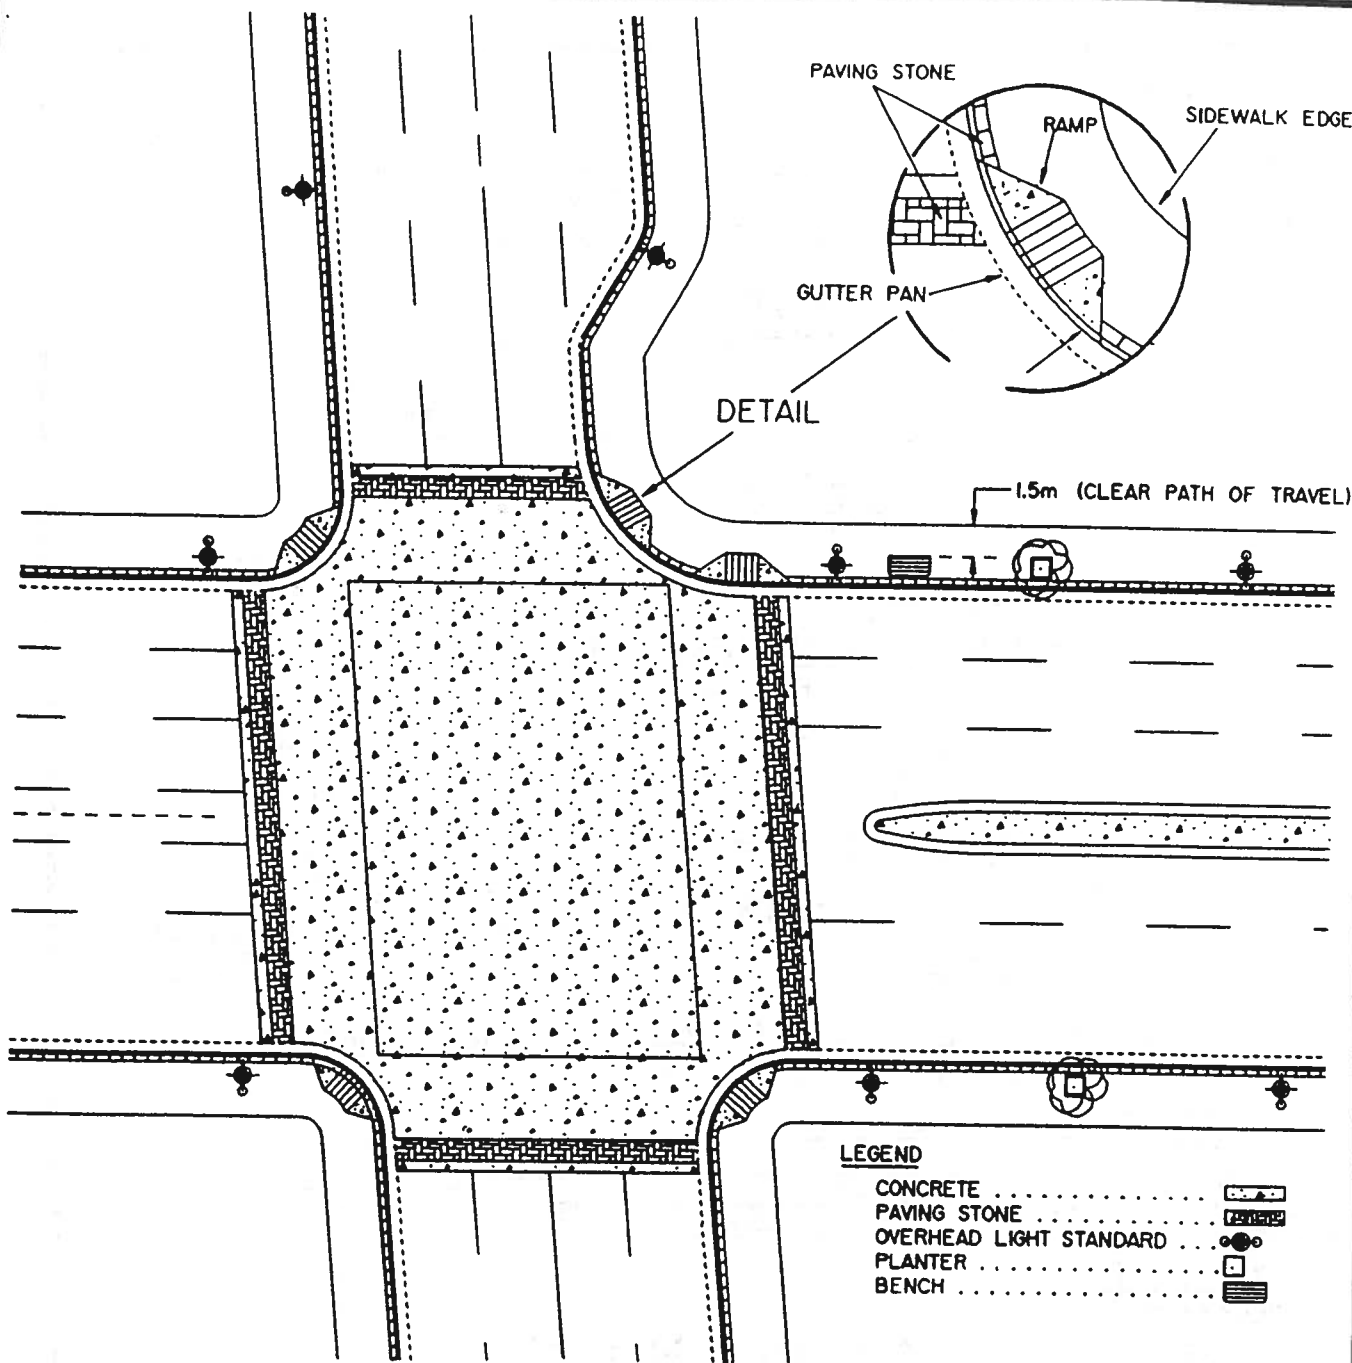 PAVING STONE
RAMP
SIDEWALK EDGE
GUTTER PAN
DETAIL
1.5m (CLEAR PATH OF TRAVEL)
LEGEND
CONCRETE . . . . . . . . . . . . . .
PAVING STONE . . . . . . . . . . . .
OVERHEAD LIGHT STANDARD . . .
PLANTER . . . . . . . . . . . . . . . .
BENCH . . . . . . . . . . . . . . . . .